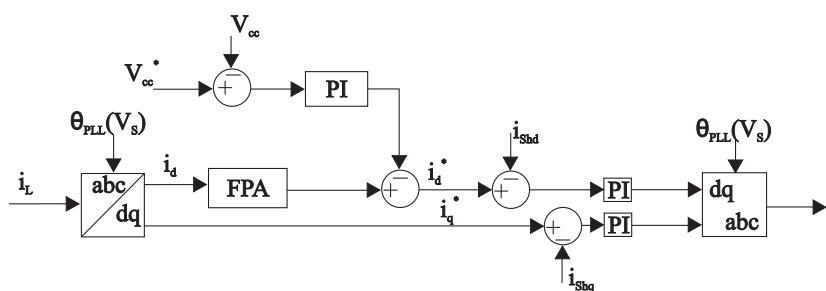 V_cc
V_cc^*
+
−
PI
θ_PLL(V_S)
i_Shd
θ_PLL(V_S)
i_L
abc
dq
i_d
FPA
+
−
i_d^*
+
−
PI
dq
abc
i_q^*
+
−
PI
i_Shq